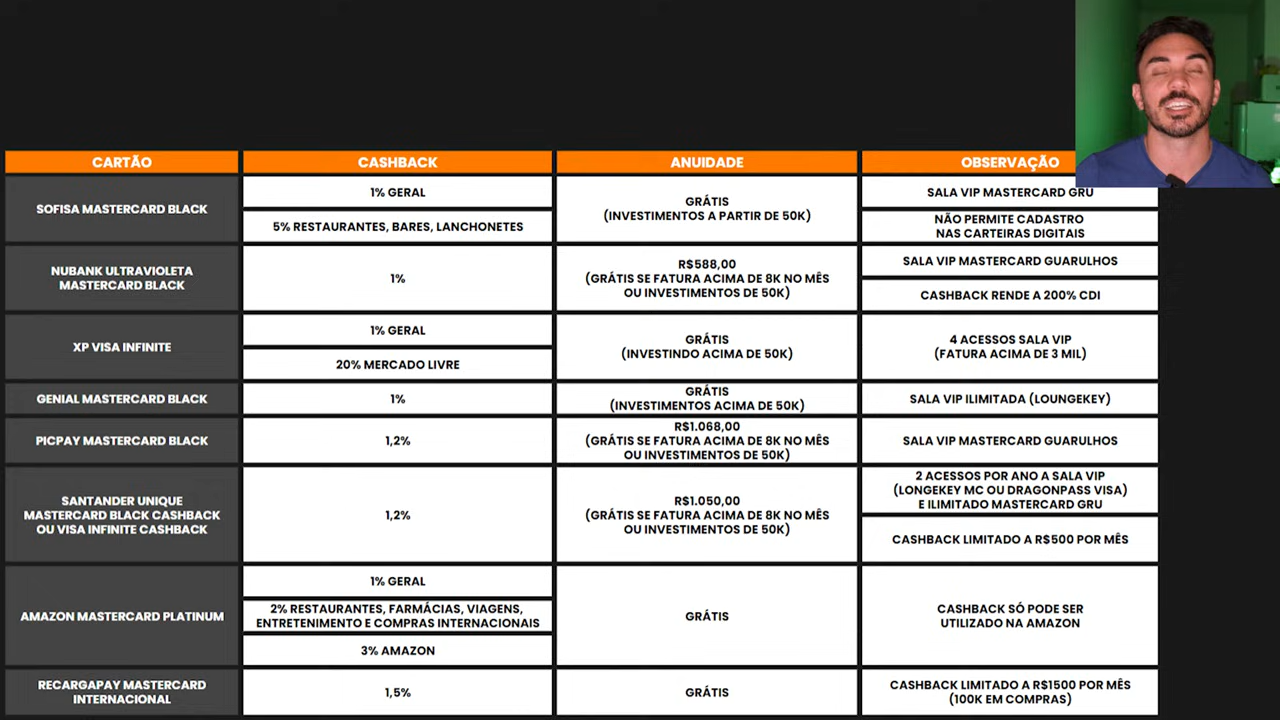 CARTÃO
CASHBACK
ANUIDADE
OBSERVAÇÃO
SOFISA MASTERCARD BLACK
1% GERAL
5% RESTAURANTES, BARES, LANCHONETES
GRÁTIS
(INVESTIMENTOS A PARTIR DE 50K)
SALA VIP MASTERCARD GRU
NÃO PERMITE CADASTRO
NAS CARTEIRAS DIGITAIS
NUBANK ULTRAVIOLETA
MASTERCARD BLACK
1%
R$588,00
(GRÁTIS SE FATURA ACIMA DE 8K NO MÊS
OU INVESTIMENTOS DE 50K)
SALA VIP MASTERCARD GUARULHOS
CASHBACK RENDE A 200% CDI
XP VISA INFINITE
1% GERAL
20% MERCADO LIVRE
GRÁTIS
(INVESTINDO ACIMA DE 50K)
4 ACESSOS SALA VIP
(FATURA ACIMA DE 3 MIL)
GENIAL MASTERCARD BLACK
1%
GRÁTIS
(INVESTIMENTOS ACIMA DE 50K)
SALA VIP ILIMITADA (LOUNGEKEY)
PICPAY MASTERCARD BLACK
1,2%
R$1.068,00
(GRÁTIS SE FATURA ACIMA DE 8K NO MÊS
OU INVESTIMENTOS DE 50K)
SALA VIP MASTERCARD GUARULHOS
SANTANDER UNIQUE
MASTERCARD BLACK CASHBACK
OU VISA INFINITE CASHBACK
1,2%
R$1.050,00
(GRÁTIS SE FATURA ACIMA DE 8K NO MÊS
OU INVESTIMENTOS DE 50K)
2 ACESSOS POR ANO A SALA VIP
(LONGEKEY MC OU DRAGONPASS VISA)
E ILIMITADO MASTERCARD GRU
CASHBACK LIMITADO A R$500 POR MÊS
AMAZON MASTERCARD PLATINUM
1% GERAL
2% RESTAURANTES, FARMÁCIAS, VIAGENS,
ENTRETENIMENTO E COMPRAS INTERNACIONAIS
3% AMAZON
GRÁTIS
CASHBACK SÓ PODE SER
UTILIZADO NA AMAZON
RECARGAPAY MASTERCARD
INTERNACIONAL
1,5%
GRÁTIS
CASHBACK LIMITADO A R$1500 POR MÊS
(100K EM COMPRAS)